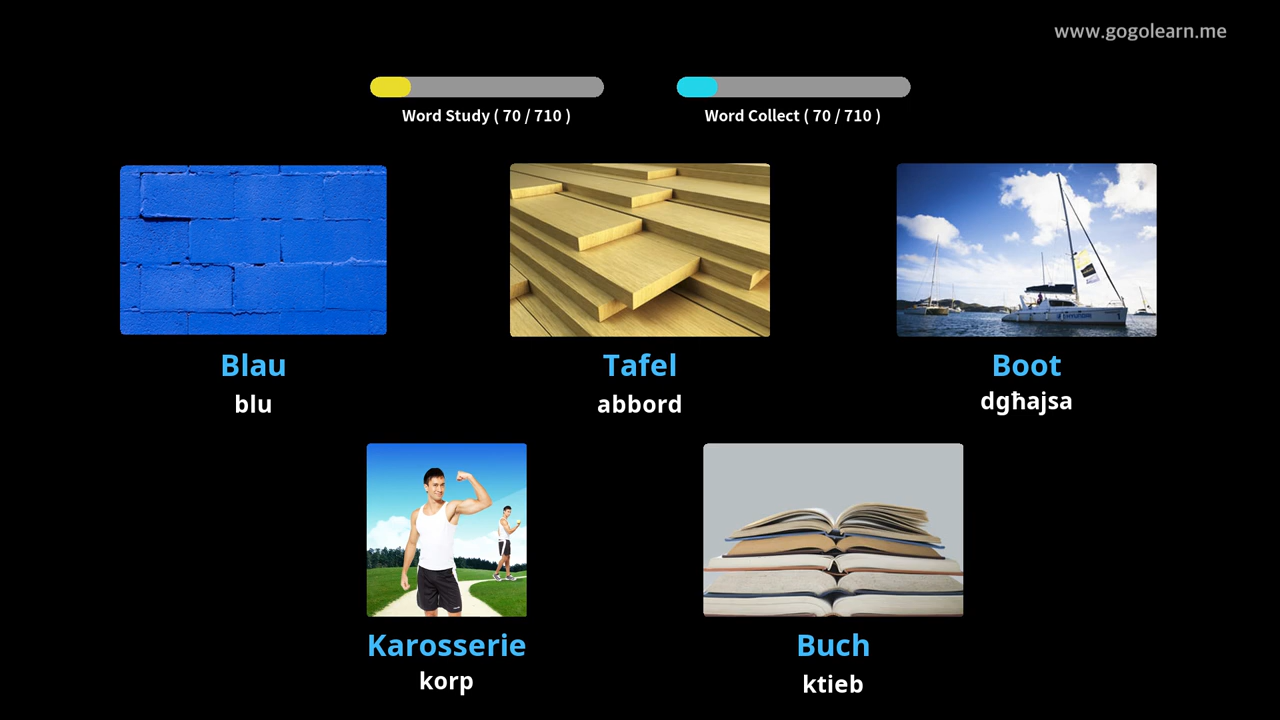 www.gogolearn.me
Word Study ( 70 / 710 )
Word Collect ( 70 / 710 )
Blau
blu
Tafel
abbord
Boot
dgħajsa
Karosserie
korp
Buch
ktieb